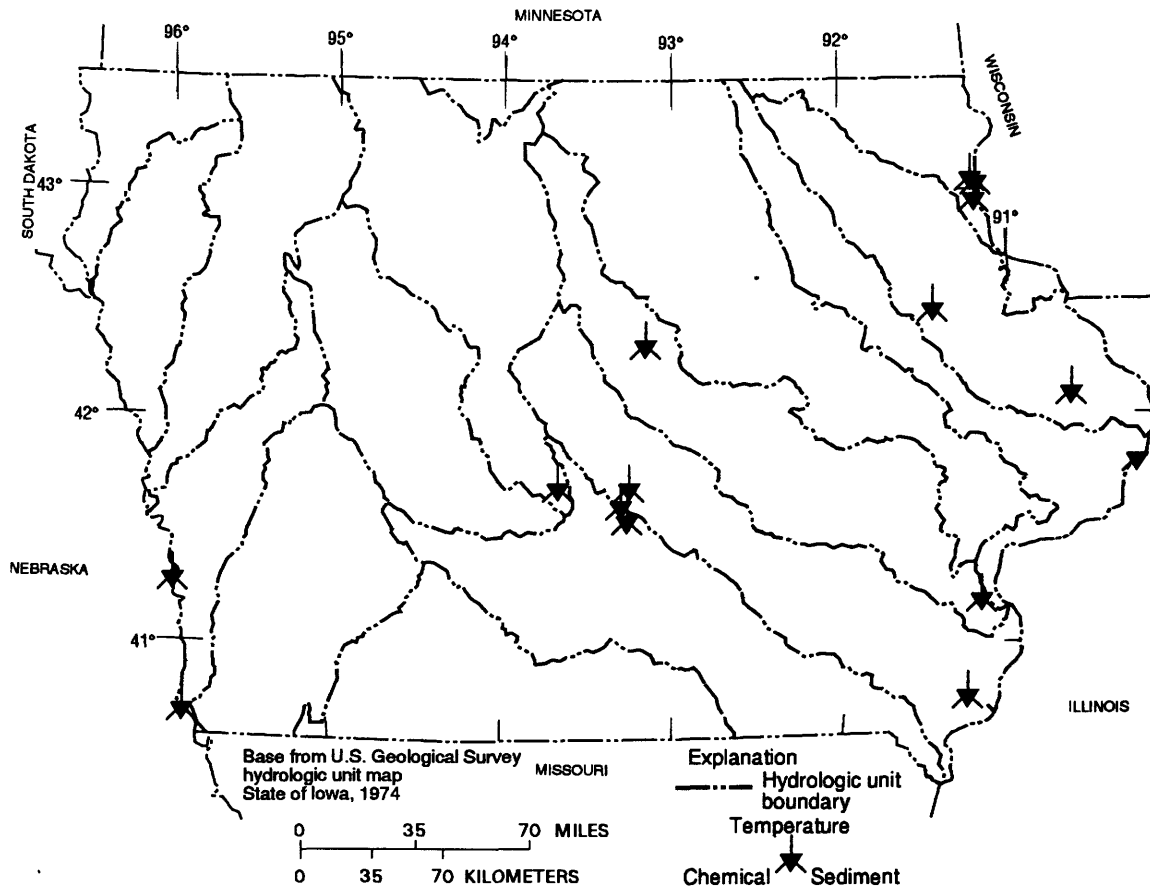 MINNESOTA
96°
95°
94°
93°
92°
WISCONSIN
SOUTH DAKOTA
43°
91°
42°
NEBRASKA
41°
ILLINOIS
Base from U.S. Geological Survey
hydrologic unit map
State of Iowa, 1974
MISSOURI
Explanation
Hydrologic unit
boundary
Temperature
Chemical Sediment
0 35 70 MILES
0 35 70 KILOMETERS